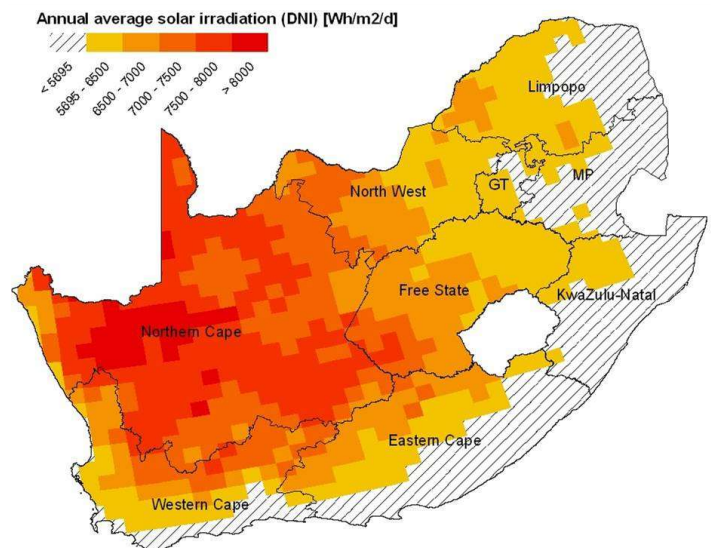 Annual average solar irradiation (DNI) [Wh/m2/d]
< 5695
5695 - 6500
6500 - 7000
7000 - 7500
7500 - 8000
> 8000
Limpopo
North West
GT
MP
Free State
KwaZulu-Natal
Northern Cape
Eastern Cape
Western Cape